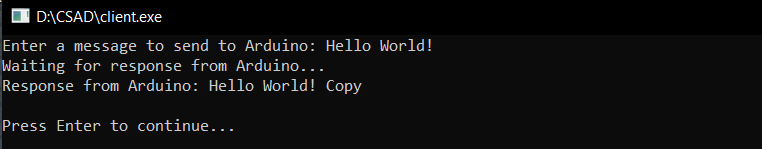 D:\CSAD\client.exe
Enter a message to send to Arduino: Hello World!
Waiting for response from Arduino...
Response from Arduino: Hello World! Copy
Press Enter to continue...